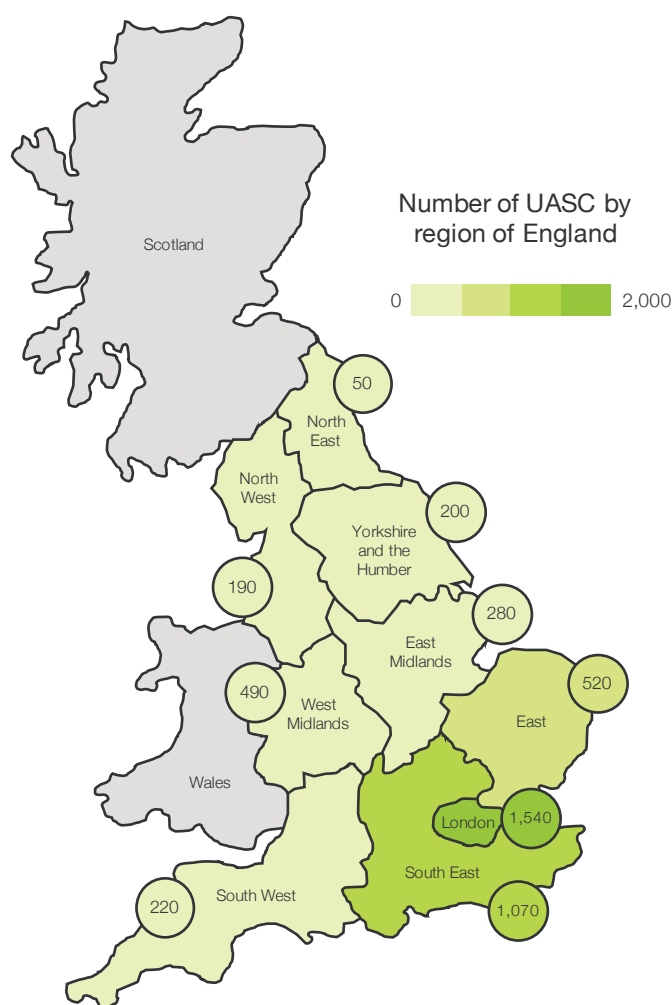 Number of UASC by
region of England
0
2,000
Scotland
50
North
East
North
West
200
Yorkshire
and the
Humber
190
280
East
Midlands
490
West
Midlands
520
East
Wales
London
1,540
South East
South West
220
1,070